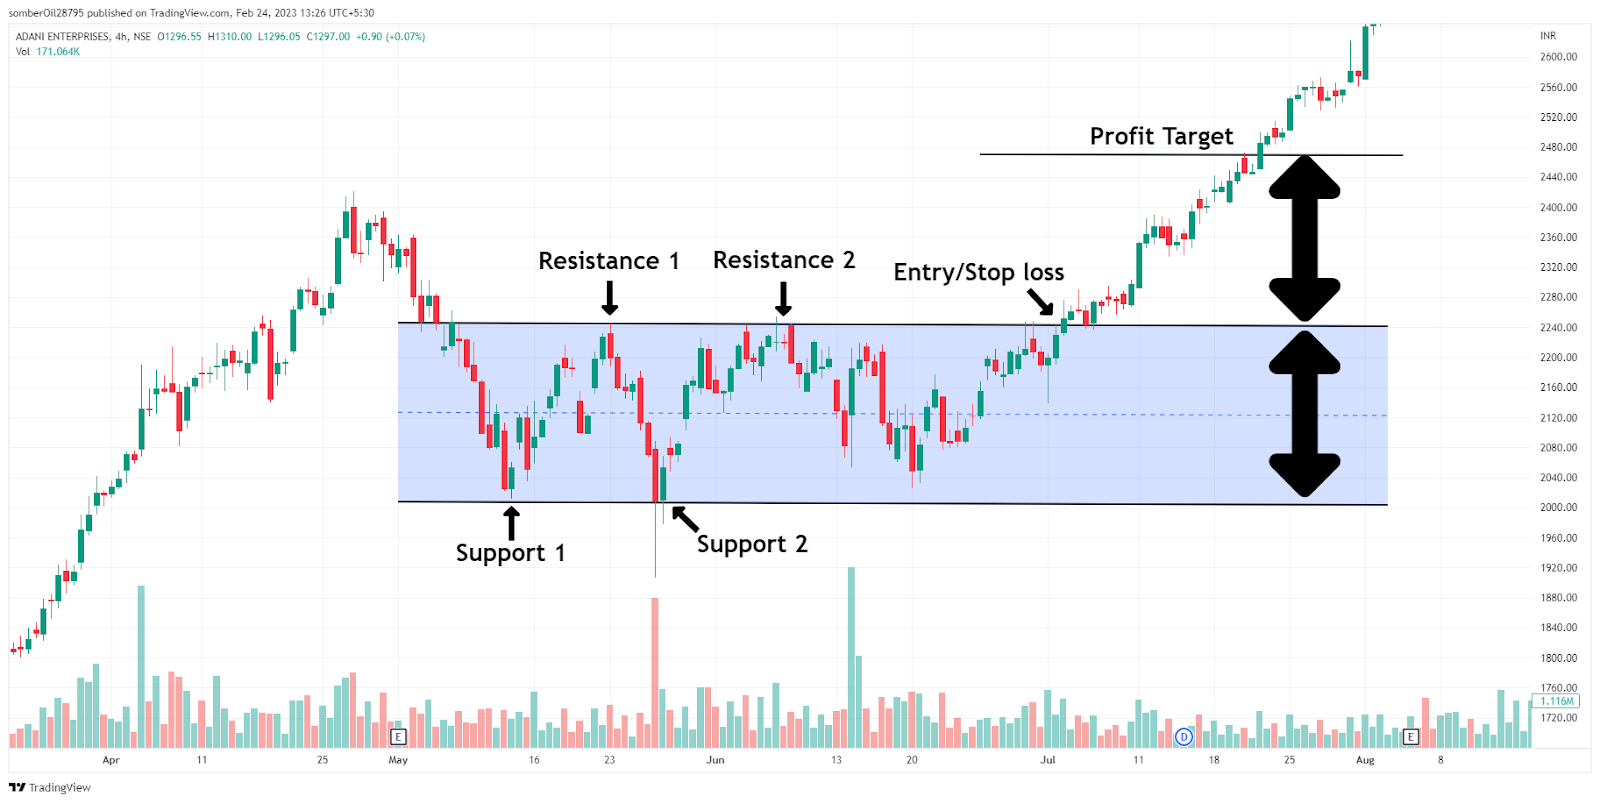 somberOil28795 published on TradingView.com, Feb 24, 2023 13:26 UTC+5:30
ADANI ENTERPRISES, 4h, NSE O1296.55 H1310.00 L1296.05 C1297.00 +0.90 (+0.07%)
INR
Vol 171.064K
2600.00
2560.00
2520.00
Profit Target
2480.00
2440.00
2400.00
2360.00
Resistance 1
Resistance 2
2320.00
Entry/Stop loss
2280.00
2240.00
2200.00
2160.00
2120.00
2080.00
2040.00
2000.00
Support 1
Support 2
1960.00
1920.00
1880.00
1840.00
1800.00
1760.00
1.116M
1720.00
E
D
E
Apr 11 25 May 16 23 Jun 13 20 Jul 11 18 25 Aug 8
TradingView